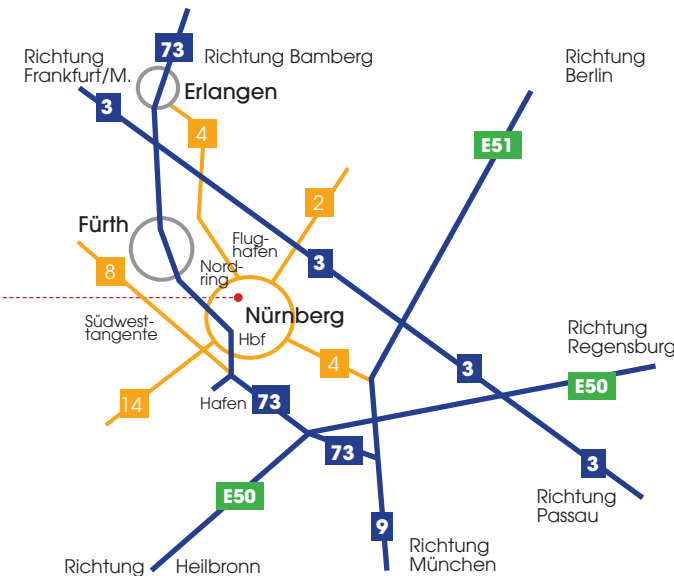 73
Richtung Bamberg
Richtung
Frankfurt/M.
Richtung
Berlin
Erlangen
3
4
E51
2
Fürth
Flug-
hafen
3
8
Nord-
ring
Nürnberg
Südwest-
tangente
Hbf
Richtung
Regensburg
4
3
E50
14
Hafen
73
73
3
E50
Richtung
Passau
9
Richtung
München
Richtung Heilbronn